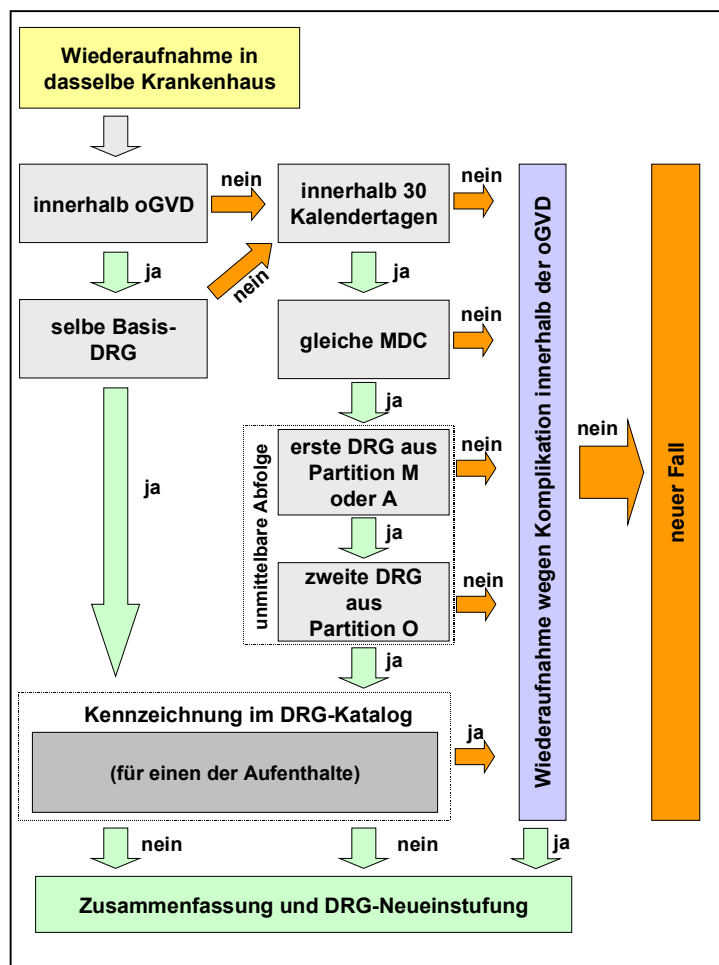 Wiederaufnahme in
dasselbe Krankenhaus
innerhalb oGVD
nein
innerhalb 30
Kalendertagen
nein
ja
nein
ja
selbe Basis-
DRG
gleiche MDC
nein
ja
ja
unmittelbare Abfolge
erste DRG aus
Partition M
oder A
nein
ja
zweite DRG
aus
Partition O
nein
ja
Kennzeichnung im DRG-Katalog
(für einen der Aufenthalte)
ja
Wiederaufnahme wegen Komplikation innerhalb der oGVD
nein
neuer Fall
nein
nein
ja
Zusammenfassung und DRG-Neueinstufung